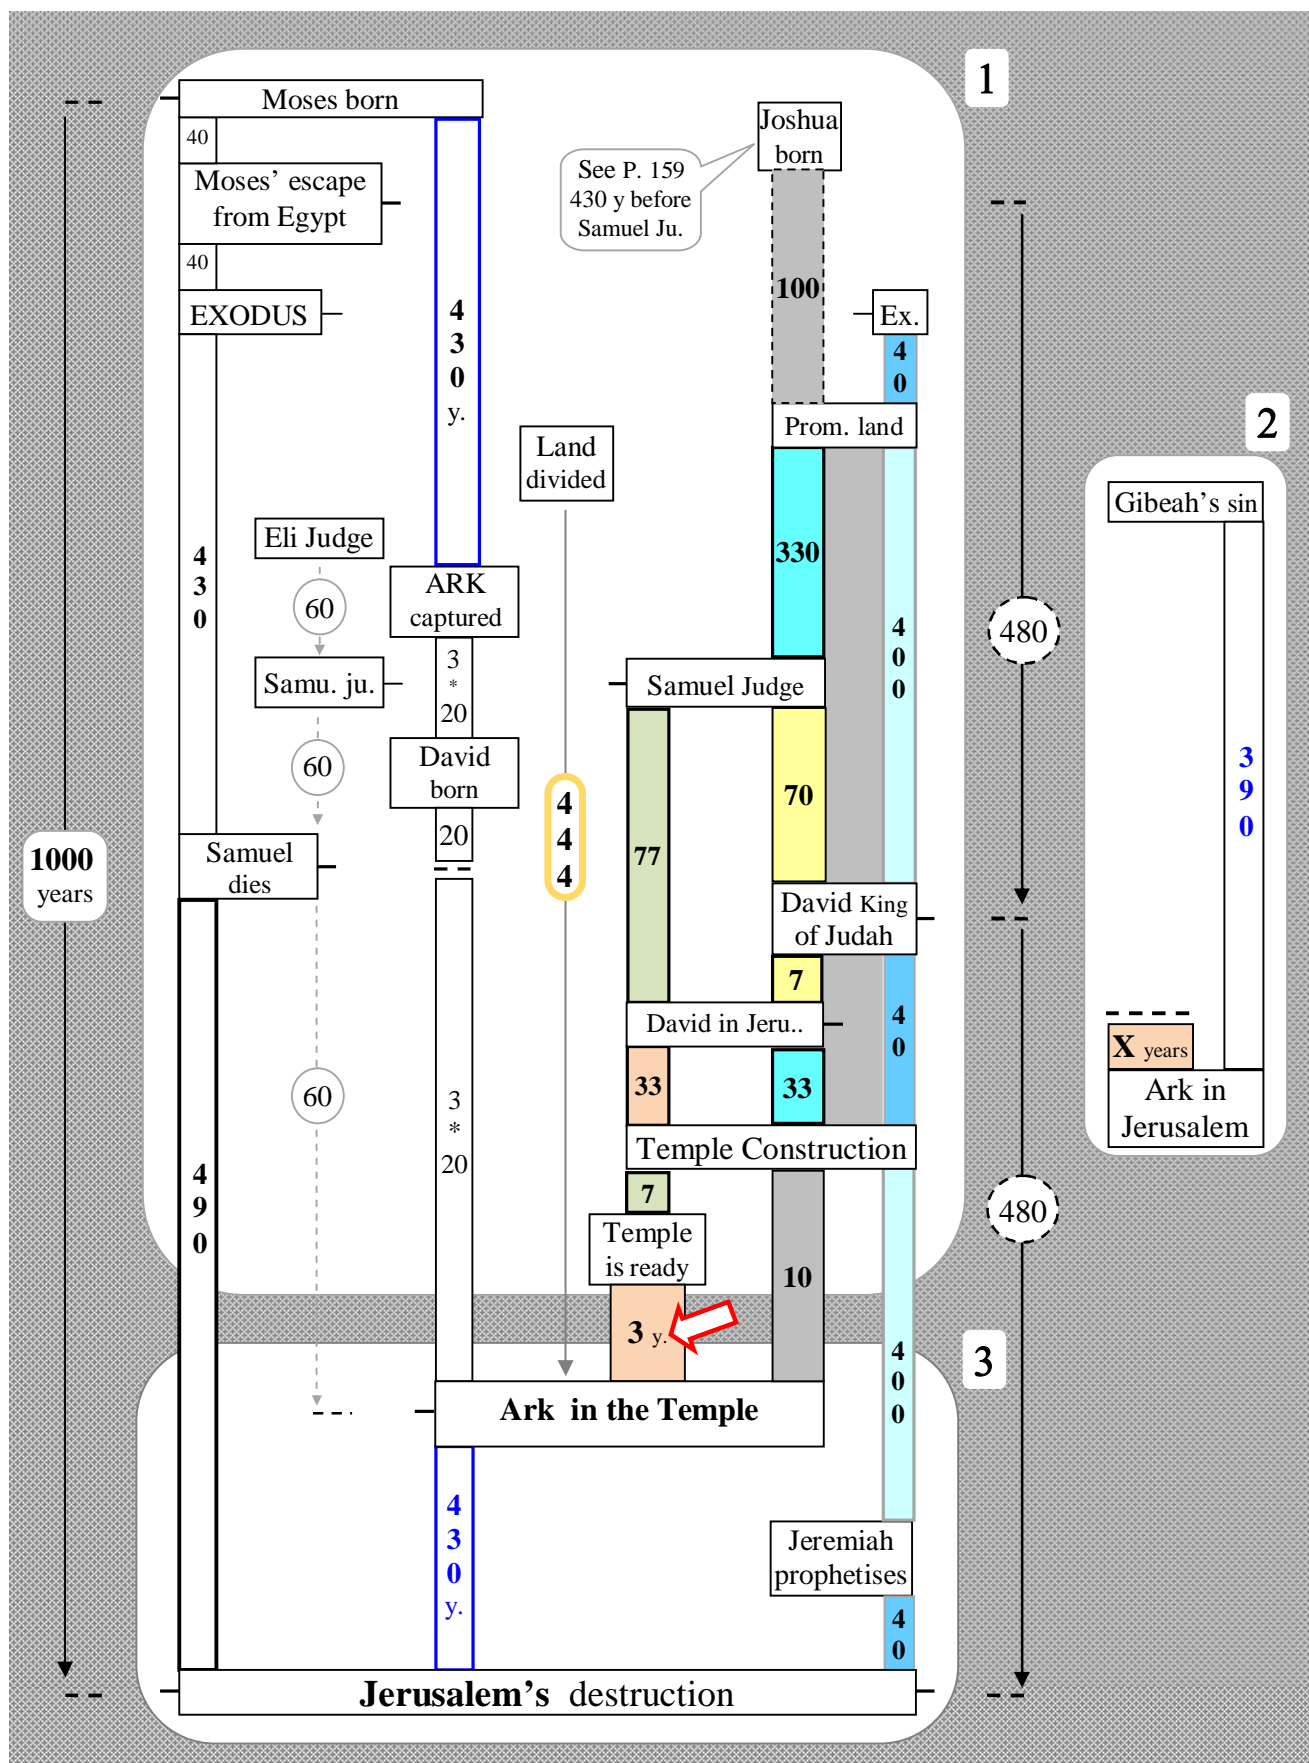 1
Moses born
Joshua
born
40
See P. 159
430 y before
Samuel Ju.
Moses’ escape
from Egypt
40
100
EXODUS
Ex.
4
3
0
y.
4
0
Prom. land
2
Land
divided
Gibeah’s sin
Eli Judge
330
4
3
0
ARK
captured
60
480
4
0
0
3
*
20
Samu. ju.
Samuel Judge
David
born
60
3
9
0
70
4
4
4
20
77
1000
years
Samuel
dies
David King
of Judah
7
David in Jeru..
4
0
X years
33
33
60
Ark in
Jerusalem
3
*
20
Temple Construction
4
9
0
7
480
Temple
is ready
10
3 y.
3
4
0
0
Ark in the Temple
4
3
0
y.
Jeremiah
prophetises
4
0
Jerusalem’s destruction